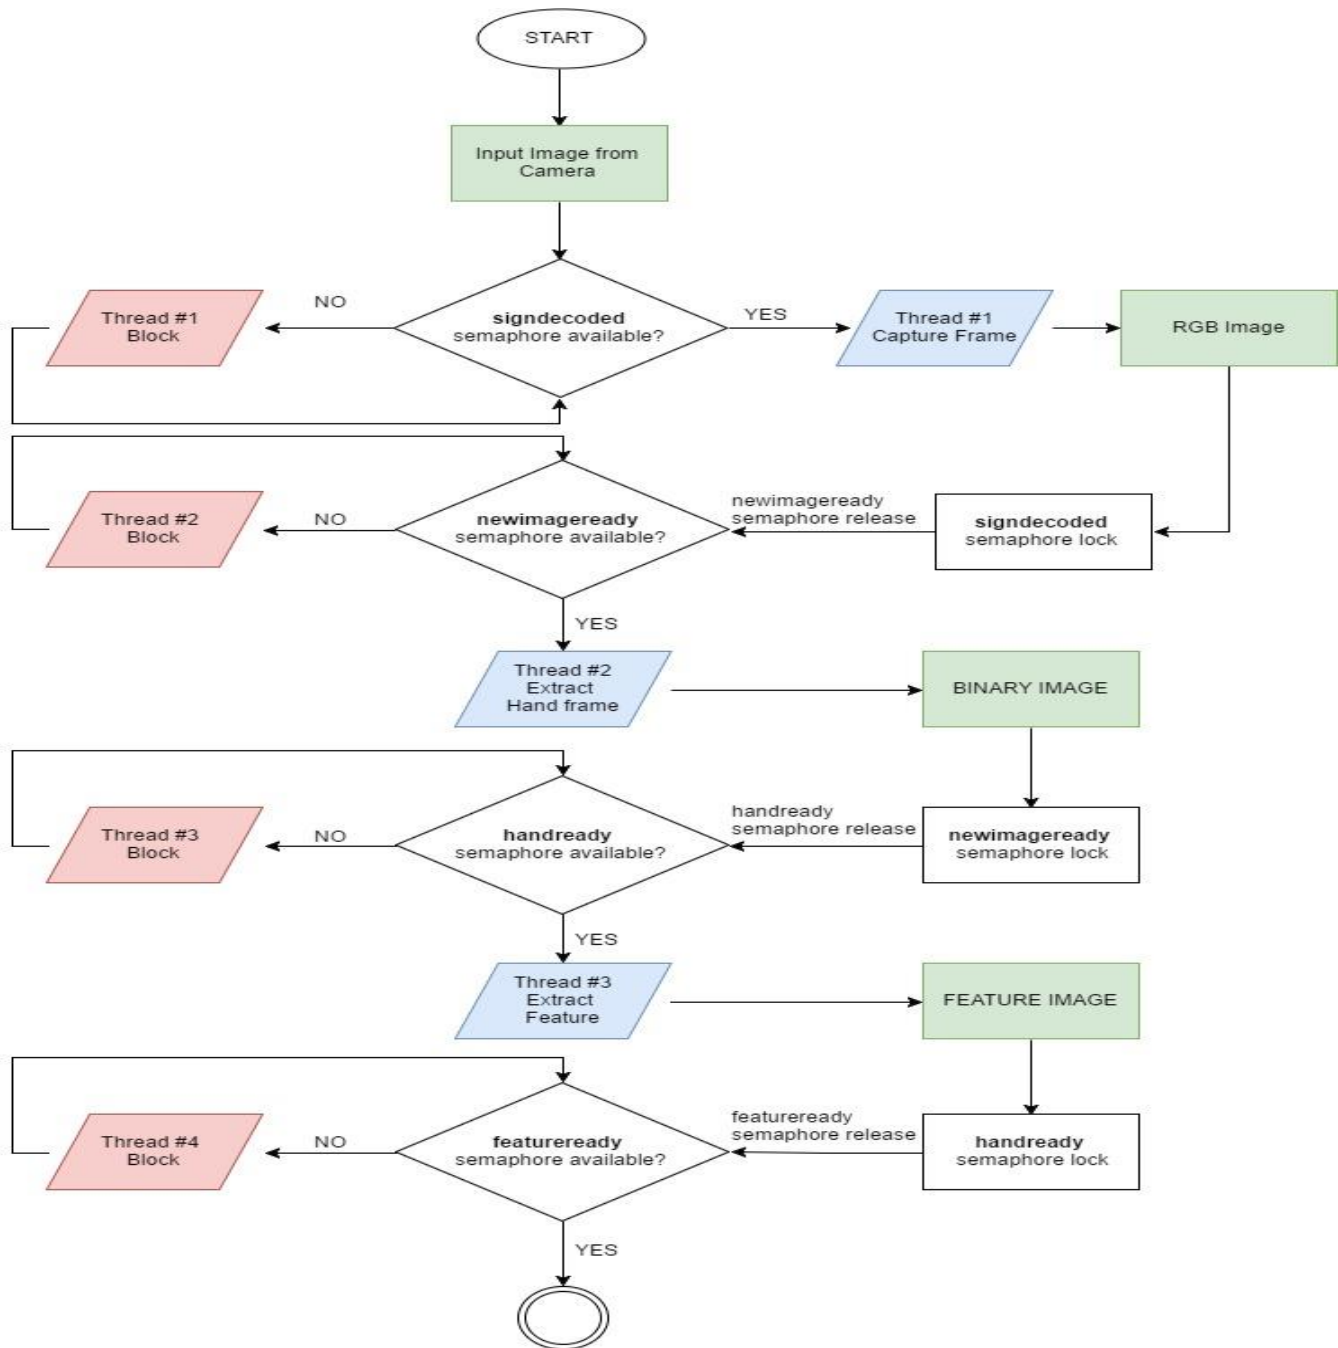 START
Input Image from
Camera
NO
YES
Thread #1
Block
signdecoded
semaphore available?
Thread #1
Capture Frame
RGB Image
newimageready
semaphore release
Thread #2
Block
NO
newimageready
semaphore available?
signdecoded
semaphore lock
YES
Thread #2
Extract
Hand frame
BINARY IMAGE
handready
semaphore release
Thread #3
Block
NO
handready
semaphore available?
newimageready
semaphore lock
YES
Thread #3
Extract
Feature
FEATURE IMAGE
featureready
semaphore release
Thread #4
Block
NO
featureready
semaphore available?
handready
semaphore lock
YES